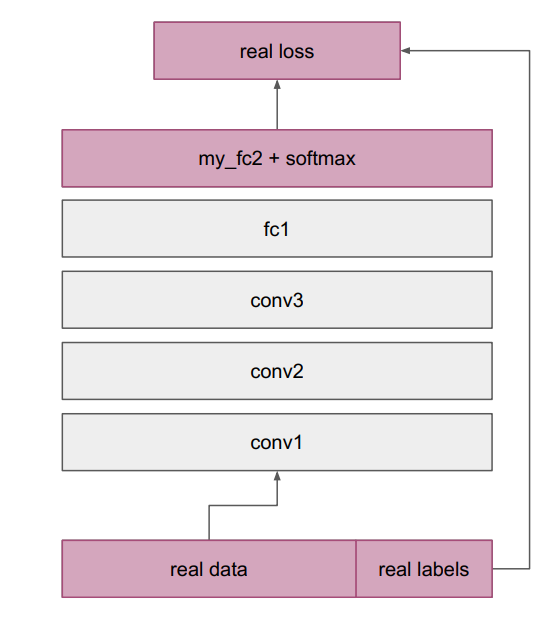 real loss
my_fc2 + softmax
fc1
conv3
conv2
conv1
real data
real labels